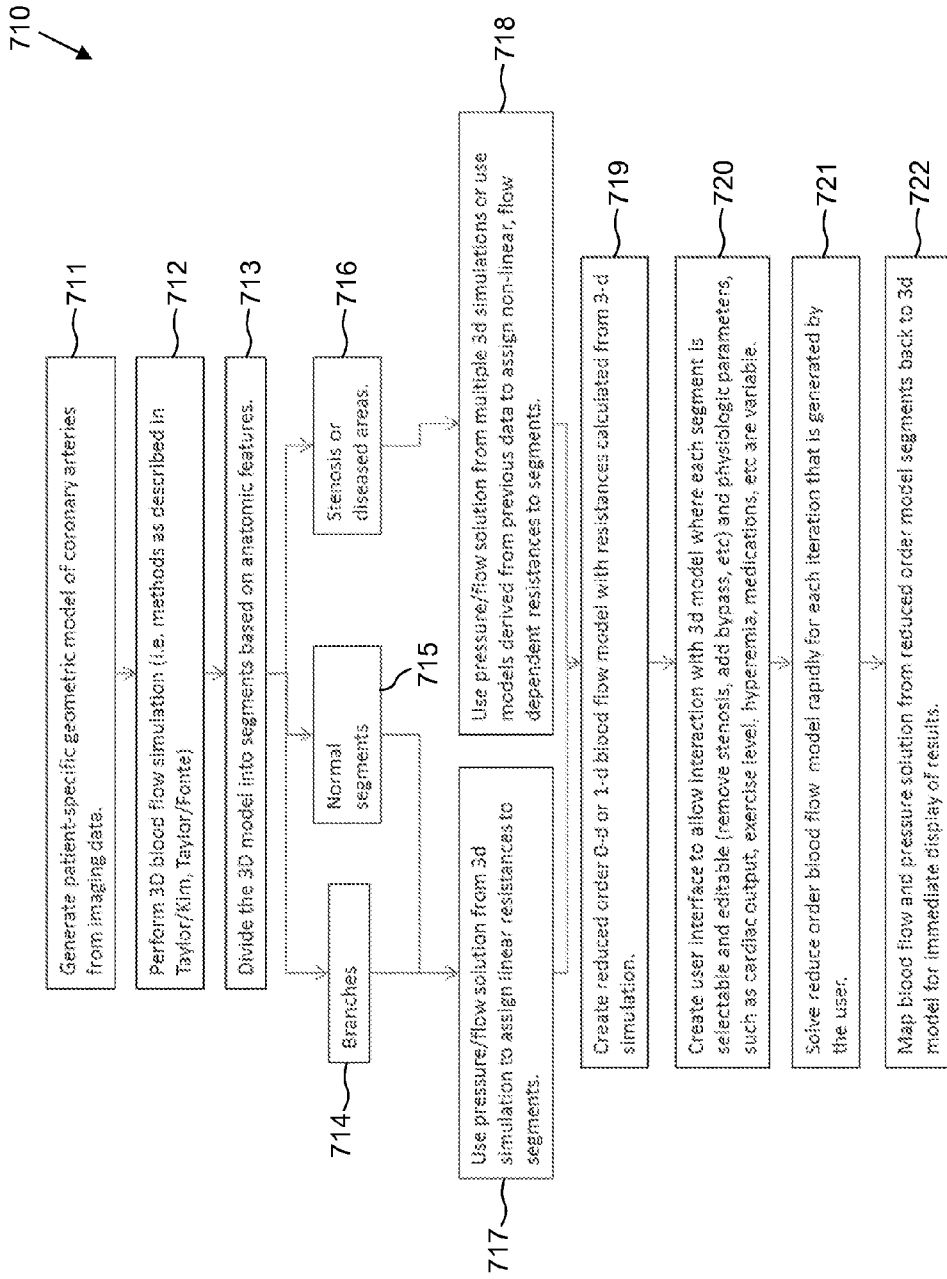 710
Generate patient-specific geometric model of coronary arteries
from imaging date.
711
Perform 3D blood flow simulation (i.e. methods as described in
Taylor/Kim, Taylor/Fonte)
712
Divide the 3D model into segments based on anatomic features.
713
Branches
714
Normal
segments
715
Stenosis or
diseased areas.
716
Use pressure/flow solution from 3d
simulation to assign linear resistances to
segments.
717
Use pressure/flow solution from multiple 3d simulations or use
models derived from previous data to assign non-linear, flow
dependent resistances to segments.
718
Create reduced order 0-d or 1-d blood flow model with resistances calculated from 3-d
simulation.
719
Create user interface to allow interaction with 3d model where each segment is
selectable and editable (remove stenosis, add bypass, etc) and physiologic parameters,
such as cardiac output, exercise level, hyperemia, medications, etc are variable.
720
Solve reduce order blood flow model rapidly for each iteration that is generated by
the user.
721
Map blood flow and pressure solution from reduced order model segments back to 3d
model for immediate display of results.
722